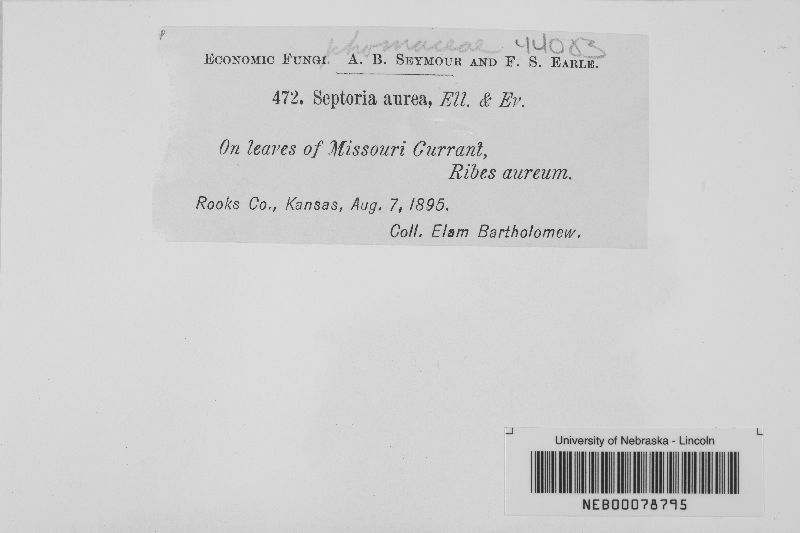 phomaceae 44083
Economic Fungi. A. B. Seymour and F. S. Earle.
472. Septoria aurea, Ell. & Ev.
On leaves of Missouri Currant,
Ribes aureum.
Rooks Co., Kansas, Aug. 7, 1895.
Coll. Elam Bartholomew.
University of Nebraska - Lincoln
NEB00078795